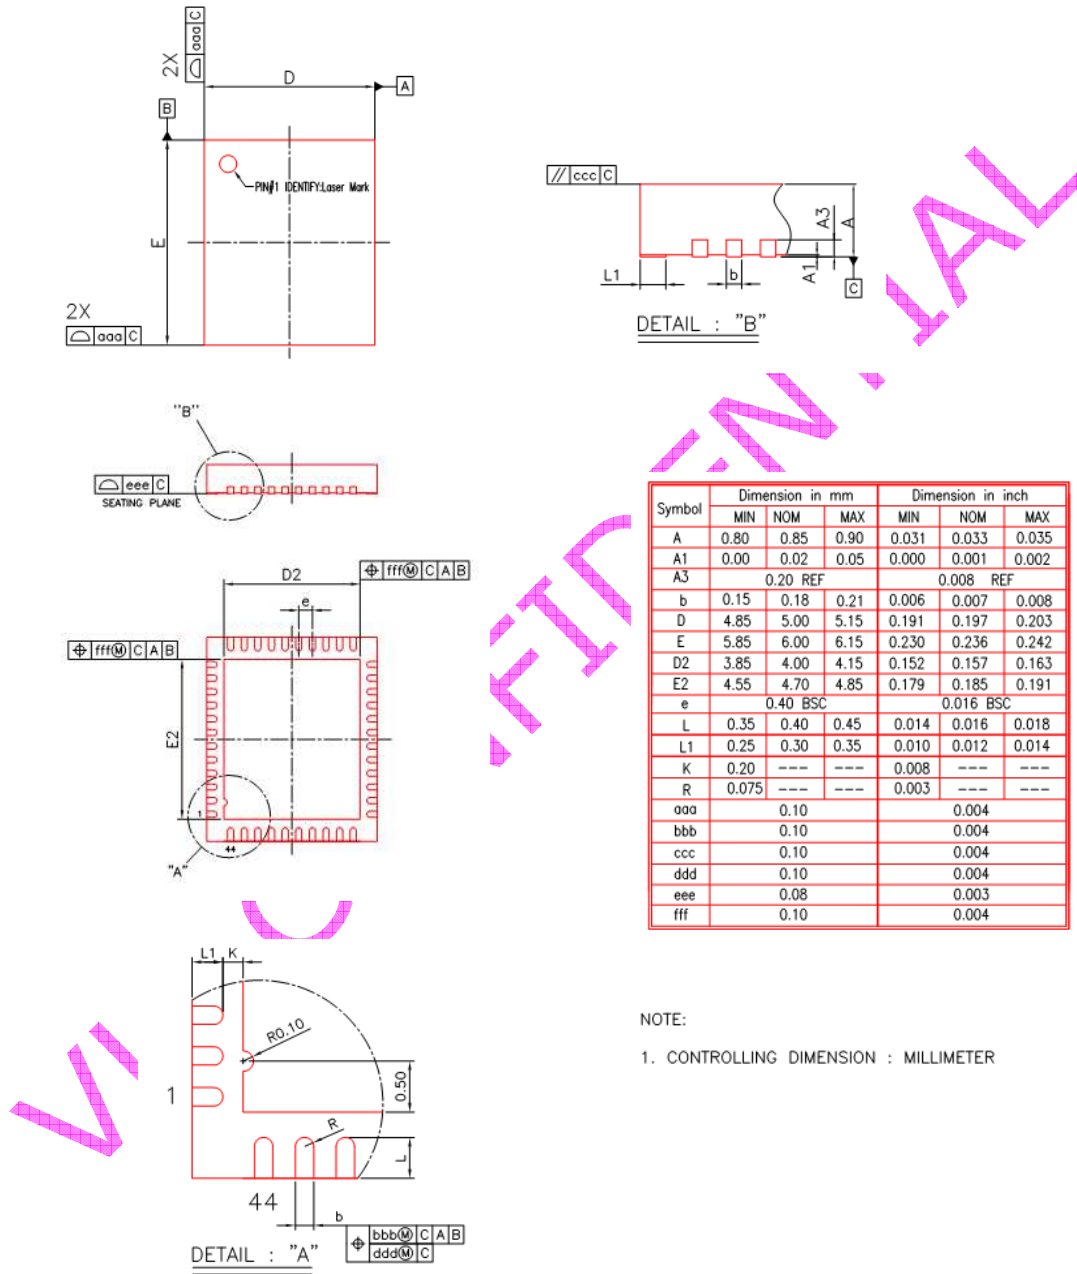 2X
aaa C
D
A
B
PIN#1 IDENTIFY:Laser Mark
E
2X
aaa C
// ccc C
A3
A
A1
L1
b
C
DETAIL : "B"
"B"
eee C
SEATING PLANE
D2
fffⓂ C A B
e
fffⓂ C A B
E2
1
44
"A"
Symbol Dimension in mm Dimension in inch
MIN NOM MAX MIN NOM MAX
A 0.80 0.85 0.90 0.031 0.033 0.035
A1 0.00 0.02 0.05 0.000 0.001 0.002
A3 0.20 REF 0.008 REF
b 0.15 0.18 0.21 0.006 0.007 0.008
D 4.85 5.00 5.15 0.191 0.197 0.203
E 5.85 6.00 6.15 0.230 0.236 0.242
D2 3.85 4.00 4.15 0.152 0.157 0.163
E2 4.55 4.70 4.85 0.179 0.185 0.191
e 0.40 BSC 0.016 BSC
L 0.35 0.40 0.45 0.014 0.016 0.018
L1 0.25 0.30 0.35 0.010 0.012 0.014
K 0.20 --- --- 0.008 --- ---
R 0.075 --- --- 0.003 --- ---
aaa 0.10 0.004
bbb 0.10 0.004
ccc 0.10 0.004
ddd 0.10 0.004
eee 0.08 0.003
fff 0.10 0.004
L1 K
R0.10
0.50
1
R
L
44
b
bbbⓂ C A B
dddⓂ C
DETAIL : "A"
NOTE:
1. CONTROLLING DIMENSION : MILLIMETER